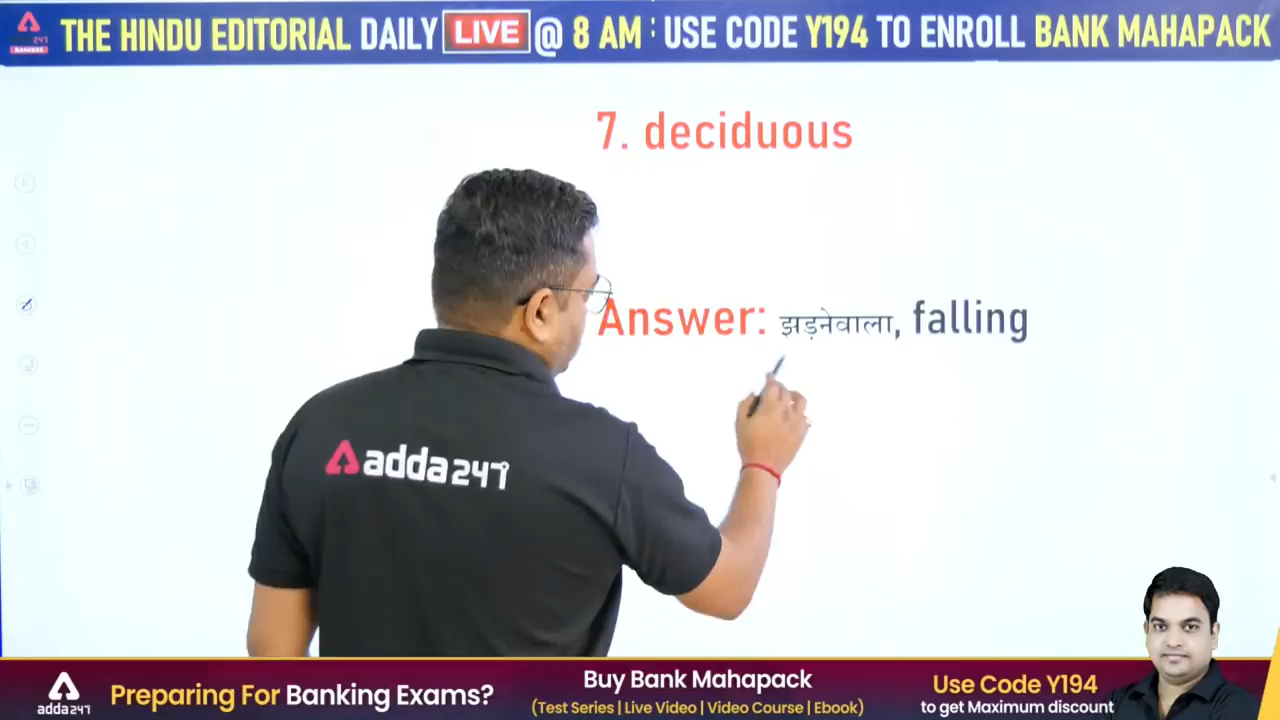 247
BANKERS
THE HINDU EDITORIAL DAILY LIVE @ 8 AM : USE CODE Y194 TO ENROLL BANK MAHAPACK
7. deciduous
Answer: झड़नेवाला, falling
adda247
adda247
Preparing For Banking Exams?
Buy Bank Mahapack
(Test Series | Live Video | Video Course | Ebook)
Use Code Y194
to get Maximum discount